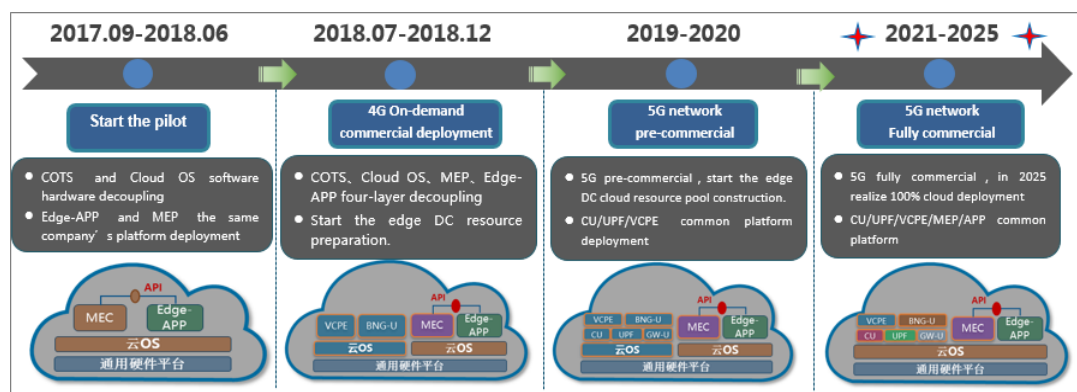 2017.09-2018.06
2018.07-2018.12
2019-2020
2021-2025
Start the pilot
4G On-demand
commercial deployment
5G network
pre-commercial
5G network
Fully commercial
COTS and Cloud OS software
hardware decoupling
Edge-APP and MEP the same
company´s platform deployment
COTS、Cloud OS、MEP、Edge-
APP four-layer decoupling
Start the edge DC resource
preparation.
5G pre-commercial , start the edge
DC cloud resource pool construction.
CU/UPF/VCPE common platform
deployment
5G fully commercial , in 2025
realize 100% cloud deployment
CU/UPF/VCPE/MEP/APP common
platform
API
MEC
Edge-
APP
云OS
通用硬件平台
API
VCPE
BNG-U
MEC
Edge-
APP
云OS
云OS
通用硬件平台
API
VCPE
BNG-U
CU
UPF
GW-U
MEC
Edge-
APP
云OS
云OS
通用硬件平台
API
VCPE
BNG-U
CU
UPF
GW-U
MEC
Edge-
APP
云OS
通用硬件平台